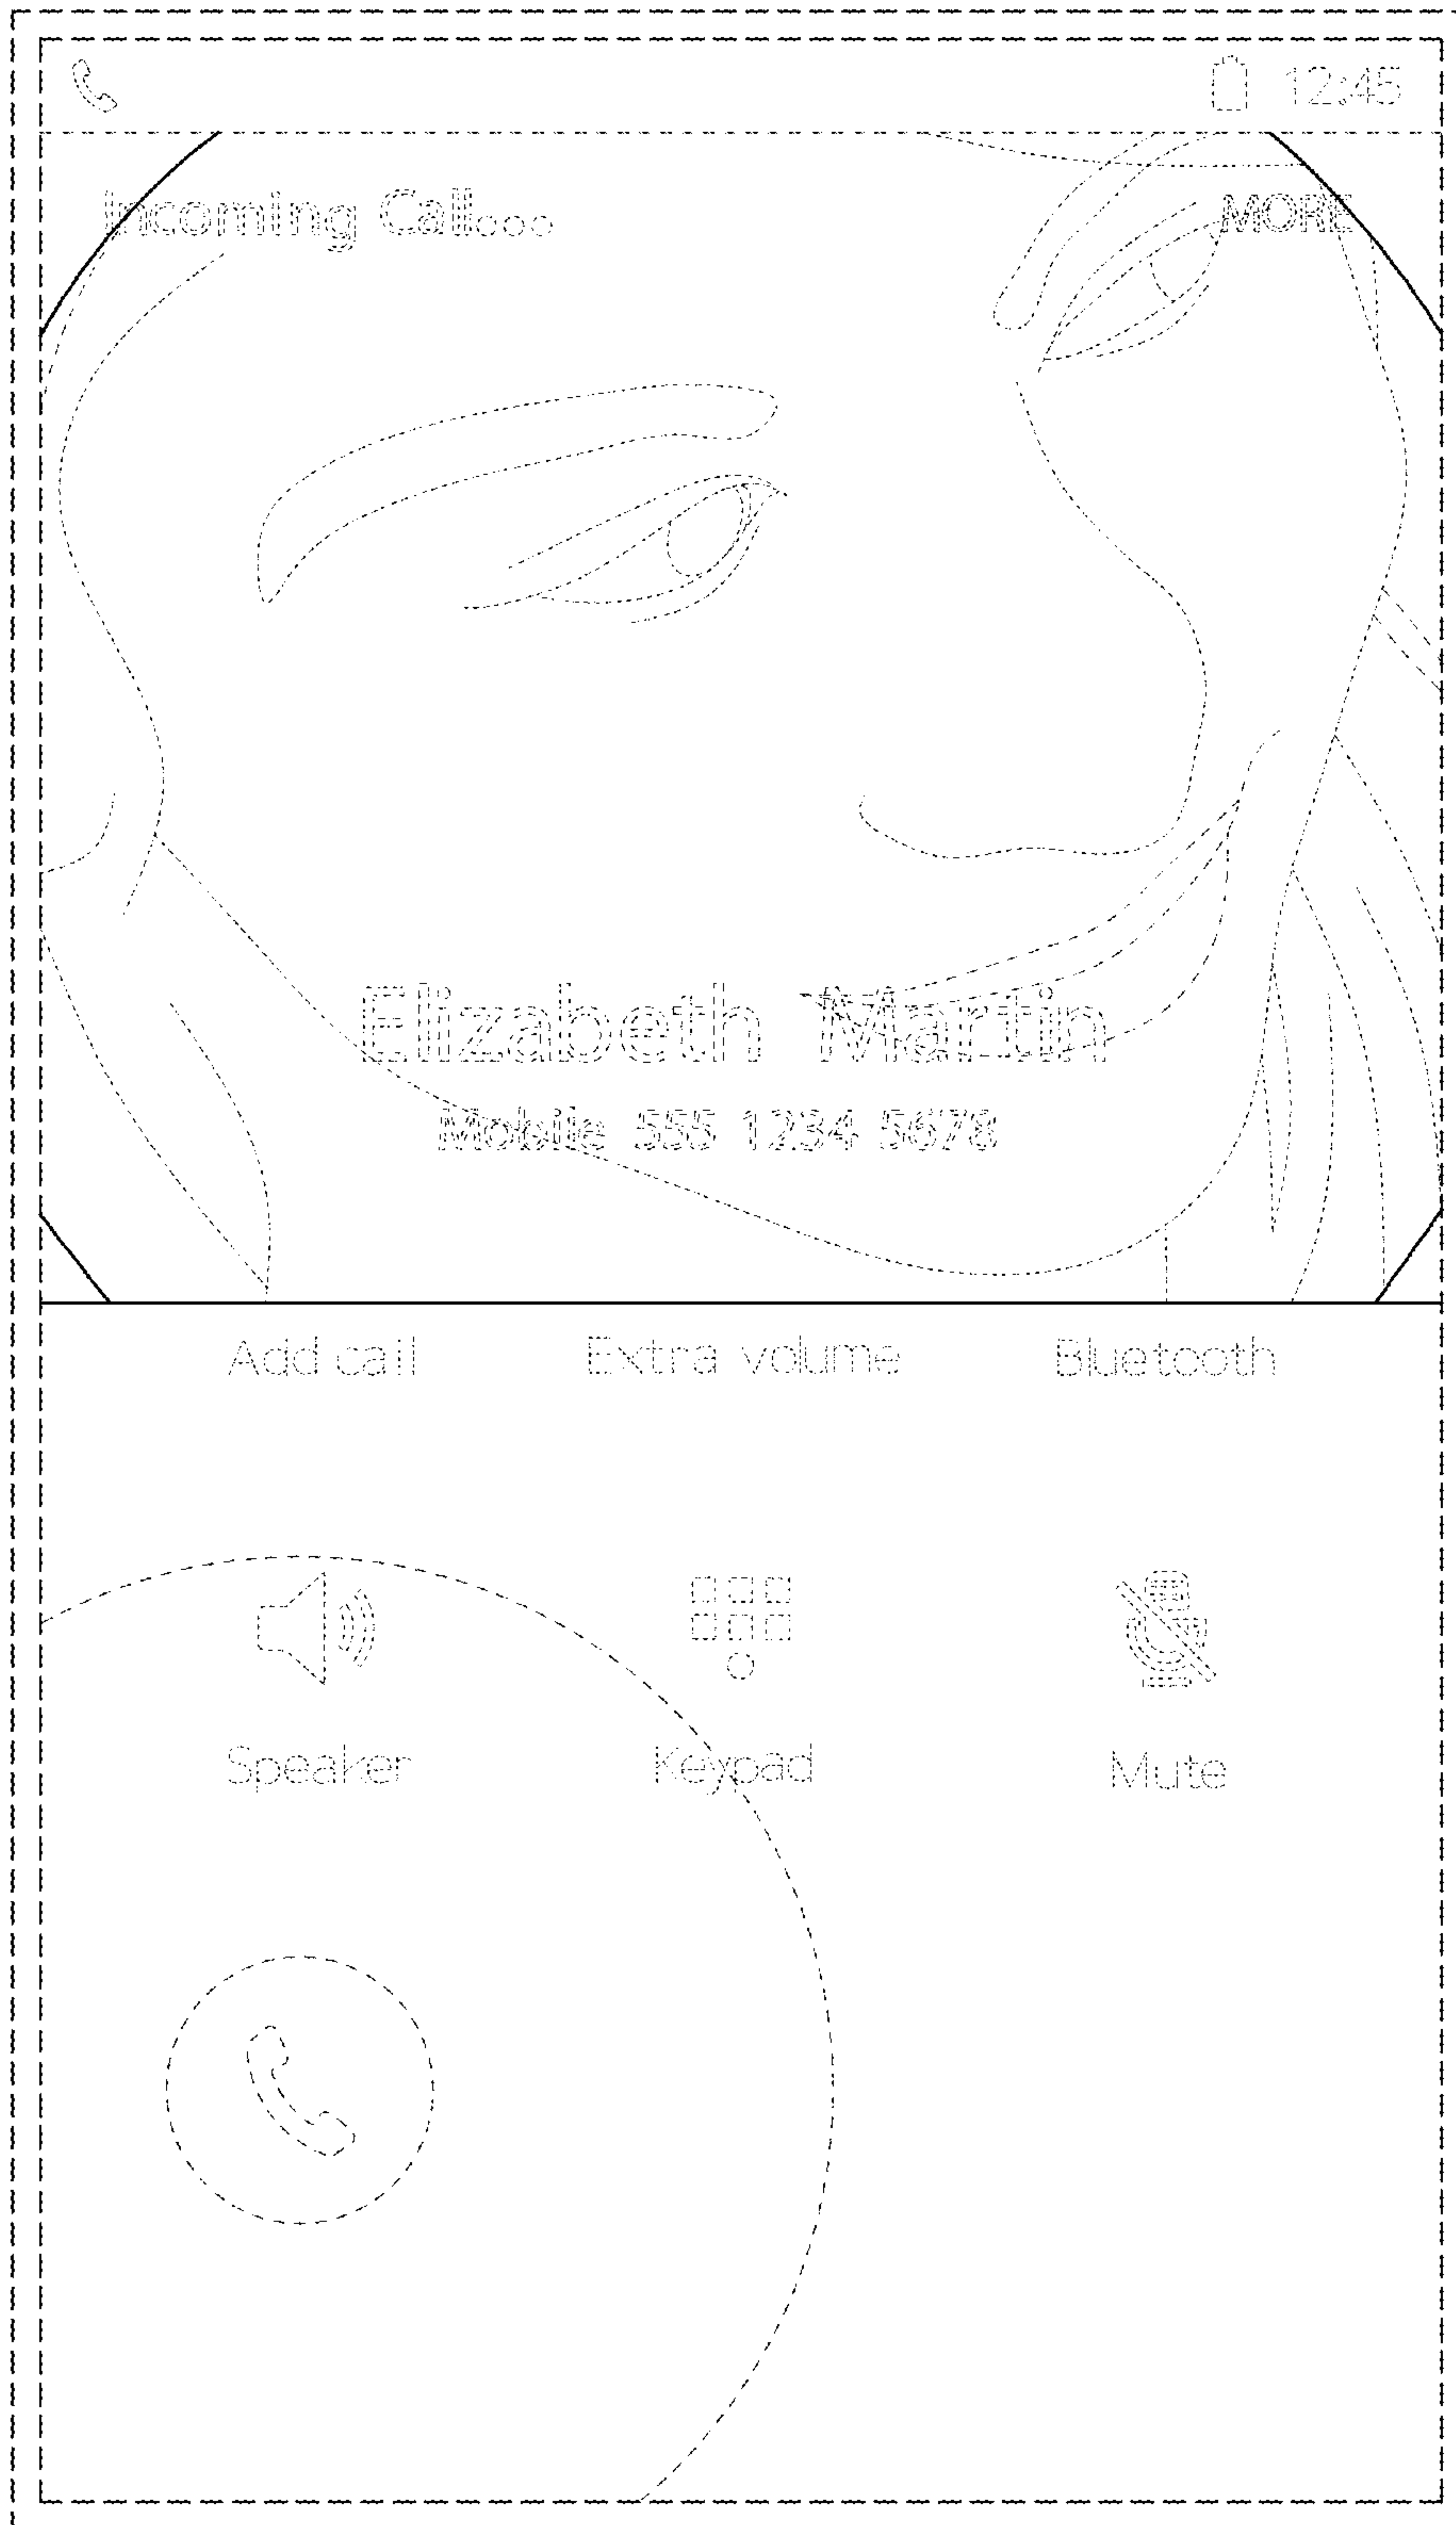 12:45
Incoming Call... MORE
Elizabeth Martin
Mobile 555 1234 5678
Add call Extra volume Bluetooth
Speaker Keypad Mute